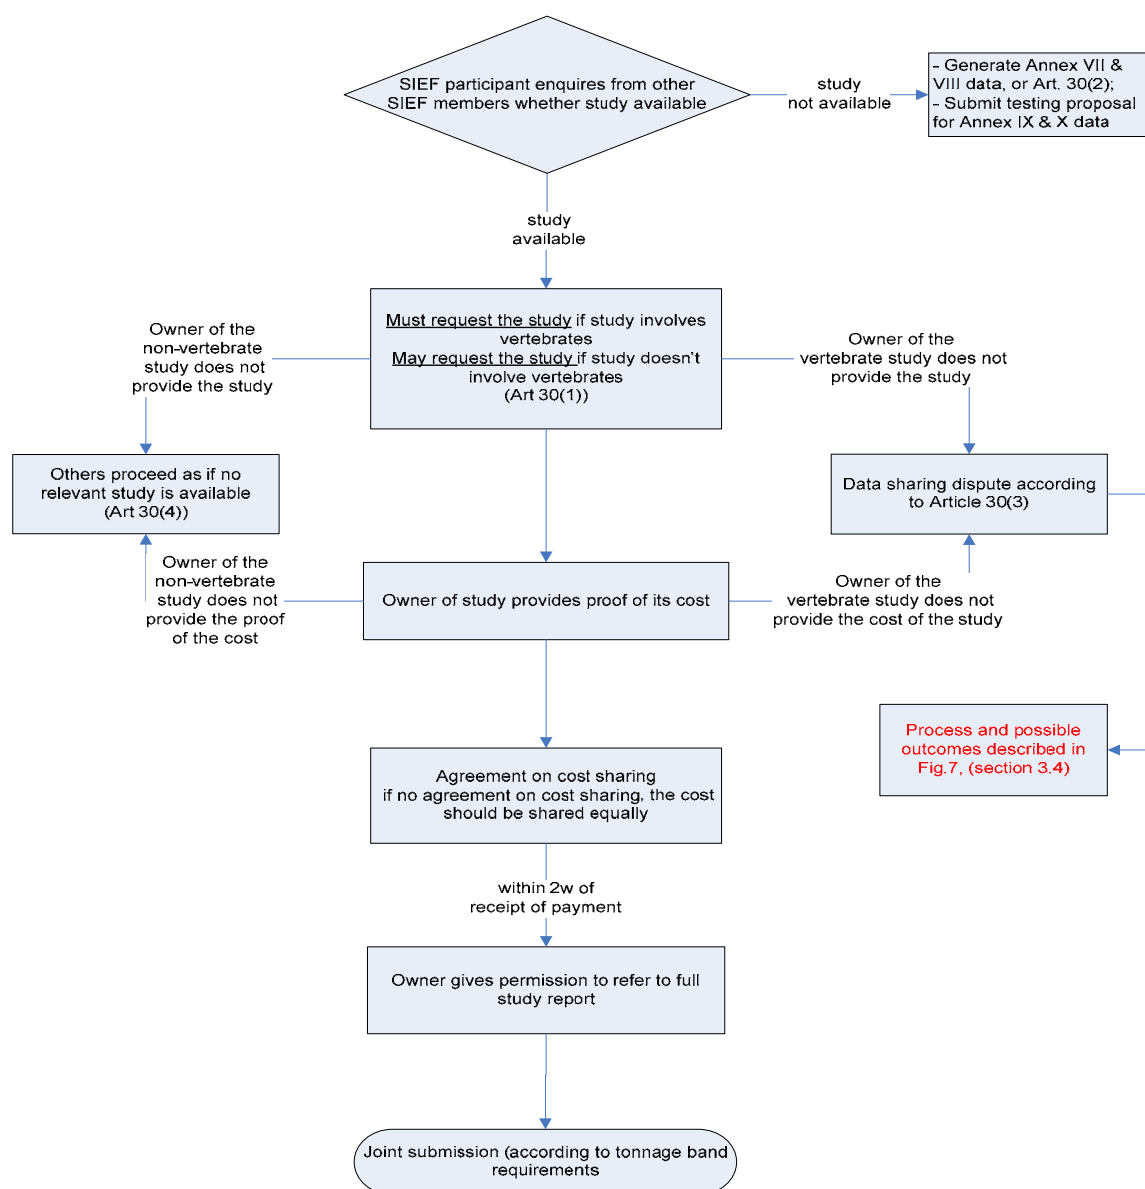 SIEF participant enquires from other
SIEF members whether study available
study
not available
- Generate Annex VII &
VIII data, or Art. 30(2);
- Submit testing proposal
for Annex IX & X data
study
available
Must request the study if study involves
vertebrates
May request the study if study doesn't
involve vertebrates
(Art 30(1))
Owner of the
non-vertebrate
study does not
provide the study
Owner of the
vertebrate study does not
provide the study
Others proceed as if no
relevant study is available
(Art 30(4))
Data sharing dispute according
to Article 30(3)
Owner of the
non-vertebrate
study does not
provide the proof
of the cost
Owner of study provides proof of its cost
Owner of the
vertebrate study does not
provide the cost of the study
Process and possible
outcomes described in
Fig.7, (section 3.4)
Agreement on cost sharing
if no agreement on cost sharing, the cost
should be shared equally
within 2w of
receipt of payment
Owner gives permission to refer to full
study report
Joint submission (according to tonnage band
requirements